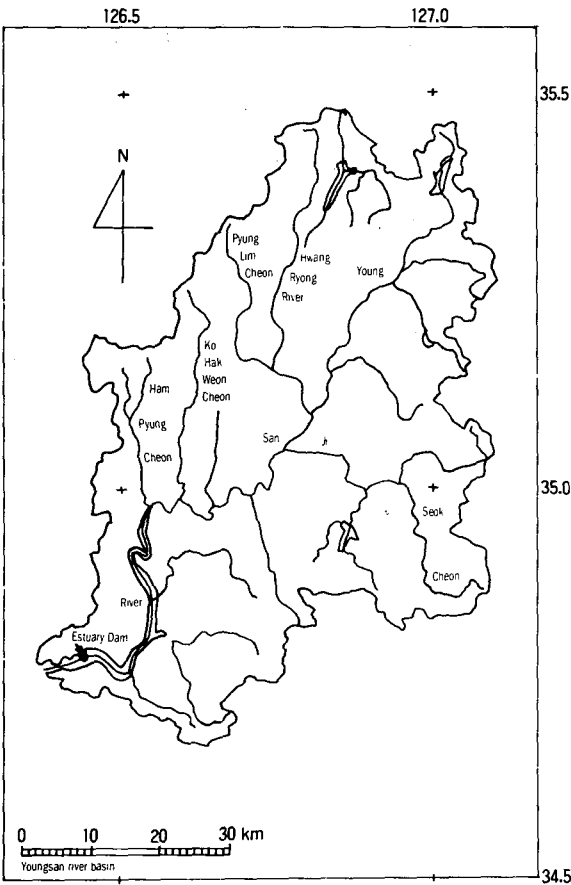 126.5 127.0
35.5
N
Pyung
Lim
Cheon
Hwang
Ryong
River
Young
Ko
Hak
Weon
Cheon
Ham
Pyung
Cheon
San
Ji
35.0
Seok
Cheon
River
Estuary Dam
0 10 20 30 km
Youngsan river basin
34.5